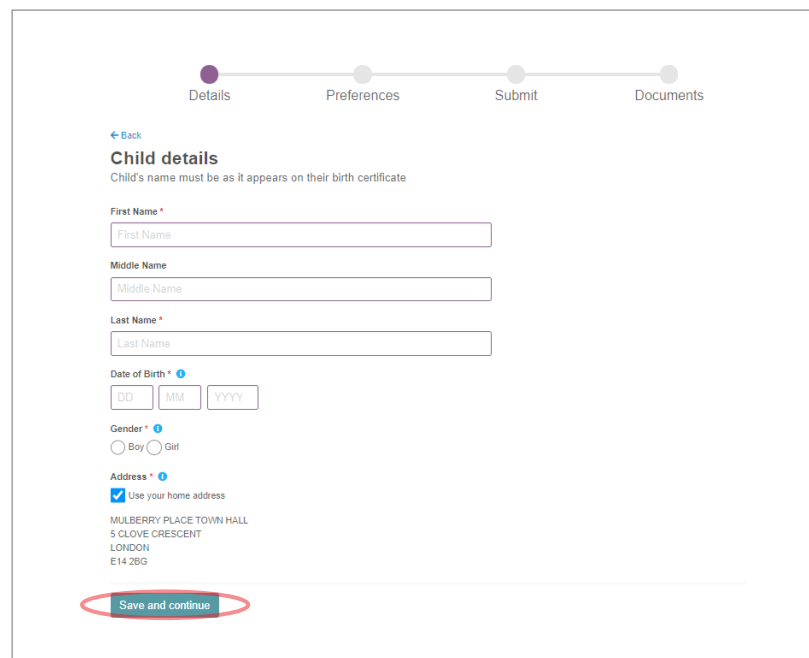 Details Preferences Submit Documents
← Back
Child details
Child's name must be as it appears on their birth certificate
First Name *
First Name
Middle Name
Middle Name
Last Name *
Last Name
Date of Birth * i
DD MM YYYY
Gender * i
Boy Girl
Address * i
Use your home address
MULBERRY PLACE TOWN HALL
5 CLOVE CRESCENT
LONDON
E14 2BG
Save and continue